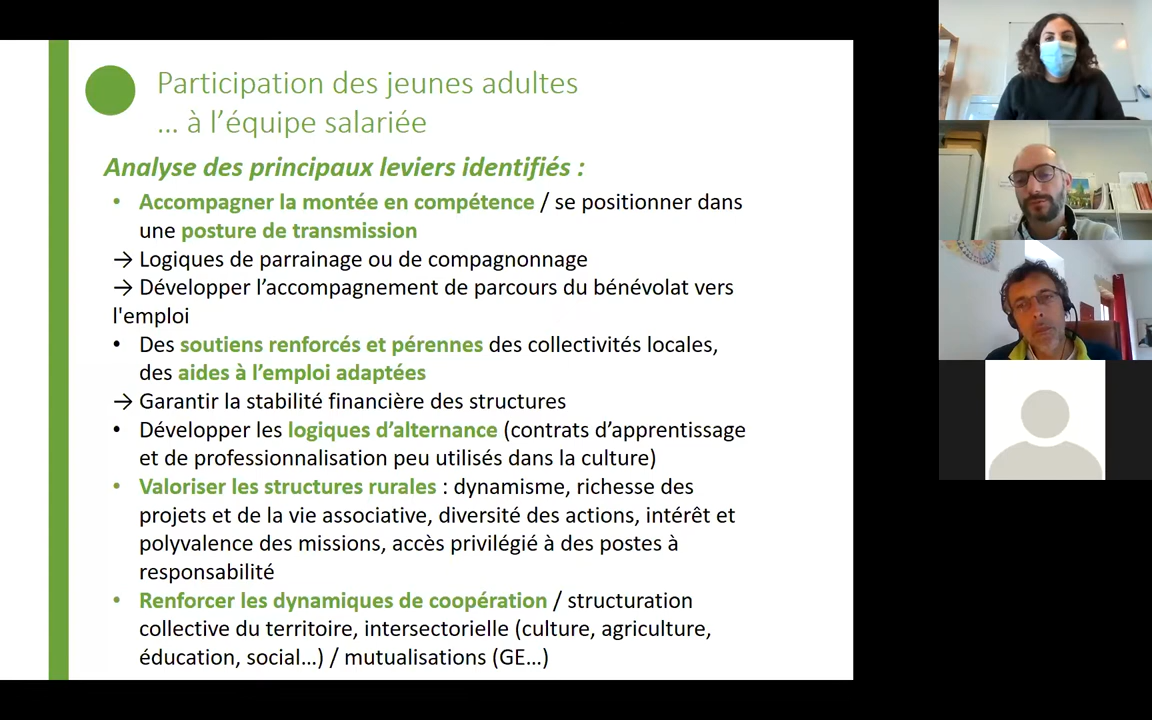 Participation des jeunes adultes
… à l’équipe salariée
Analyse des principaux leviers identifiés :
• Accompagner la montée en compétence / se positionner dans
une posture de transmission
→ Logiques de parrainage ou de compagnonnage
→ Développer l’accompagnement de parcours du bénévolat vers
l'emploi
• Des soutiens renforcés et pérennes des collectivités locales,
des aides à l’emploi adaptées
→ Garantir la stabilité financière des structures
• Développer les logiques d’alternance (contrats d’apprentissage
et de professionnalisation peu utilisés dans la culture)
• Valoriser les structures rurales : dynamisme, richesse des
projets et de la vie associative, diversité des actions, intérêt et
polyvalence des missions, accès privilégié à des postes à
responsabilité
• Renforcer les dynamiques de coopération / structuration
collective du territoire, intersectorielle (culture, agriculture,
éducation, social…) / mutualisations (GE…)